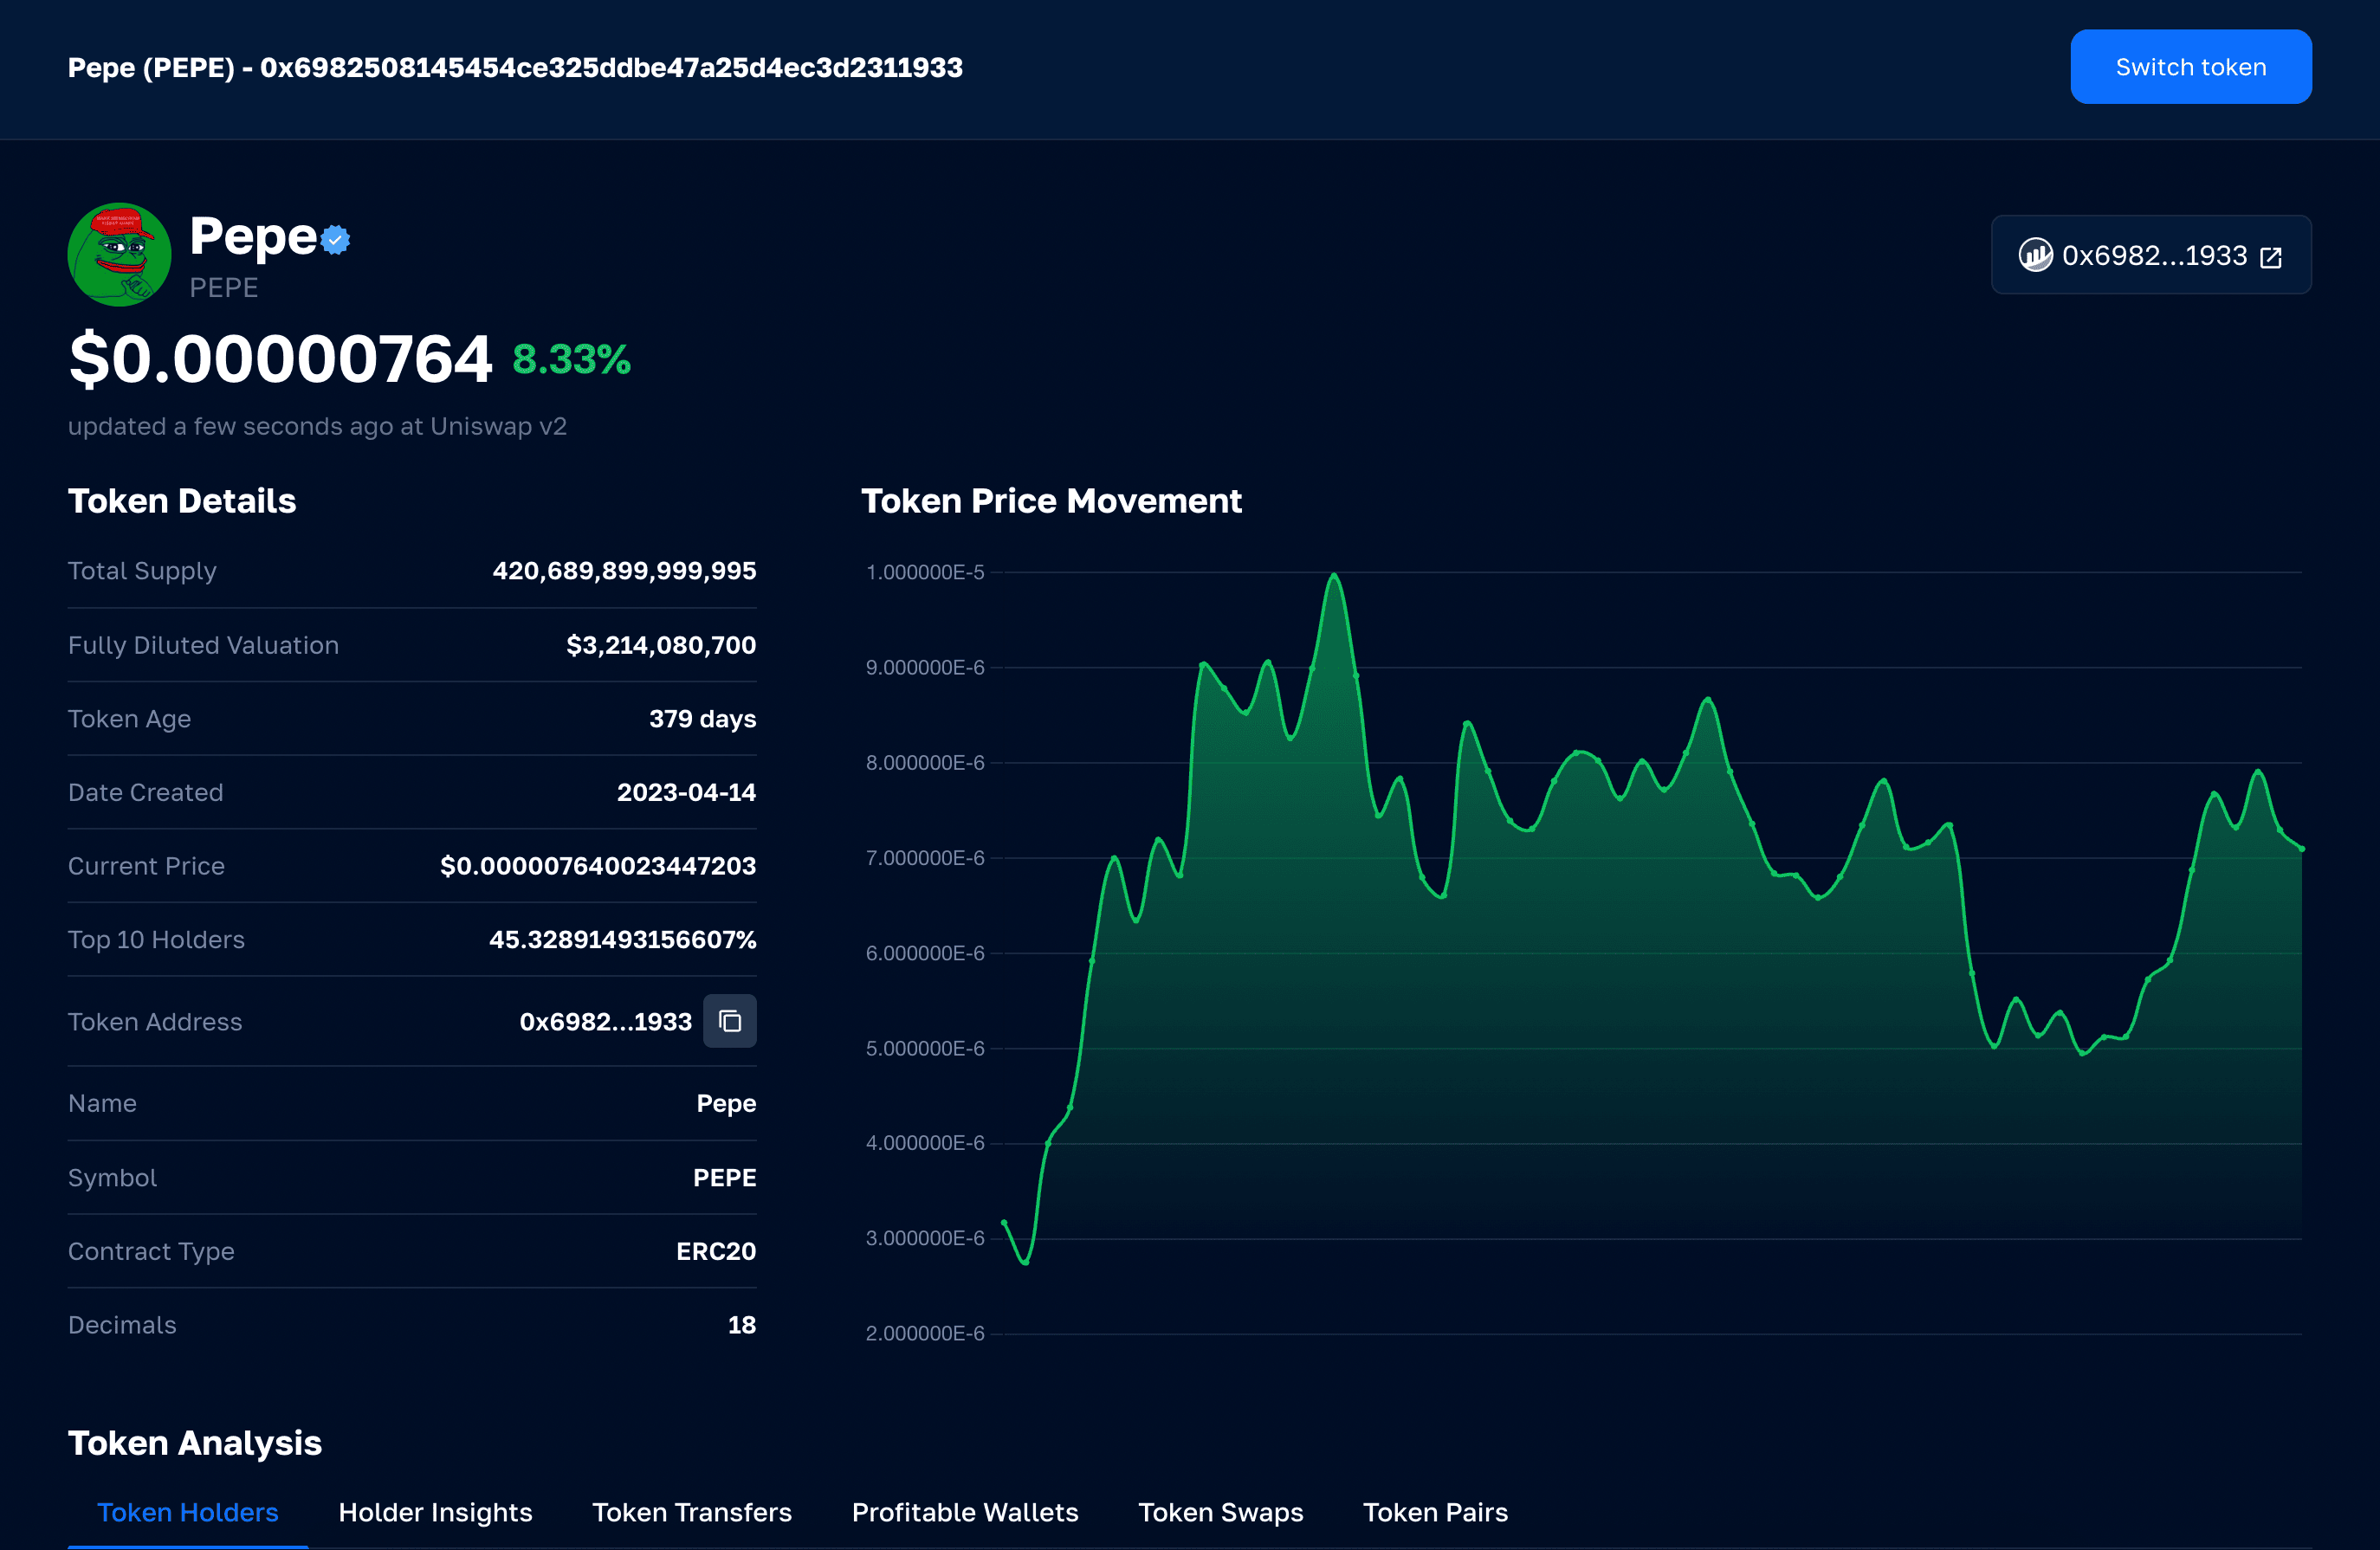 Pepe (PEPE) - 0x6982508145454ce325ddbe47a25d4ec3d2311933
Switch token
Pepe
PEPE
0x6982...1933
$0.00000764 8.33%
updated a few seconds ago at Uniswap v2
Token Details
Total Supply 420,689,899,999,995
Fully Diluted Valuation $3,214,080,700
Token Age 379 days
Date Created 2023-04-14
Current Price $0.000007640023447203
Top 10 Holders 45.32891493156607%
Token Address 0x6982...1933
Name Pepe
Symbol PEPE
Contract Type ERC20
Decimals 18
Token Price Movement
1.000000E-5
9.000000E-6
8.000000E-6
7.000000E-6
6.000000E-6
5.000000E-6
4.000000E-6
3.000000E-6
2.000000E-6
Token Analysis
Token Holders Holder Insights Token Transfers Profitable Wallets Token Swaps Token Pairs